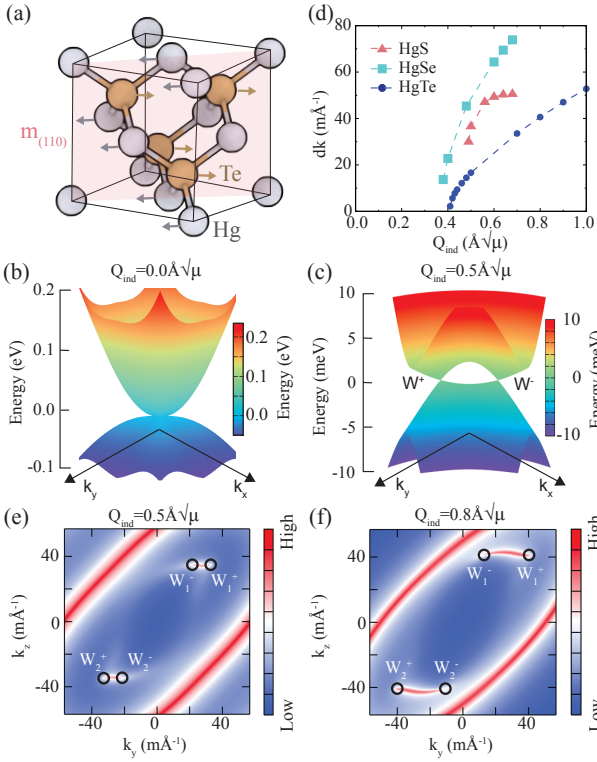 (a)
m(110)
Te
Hg
(d)
dk (mÅ⁻¹)
80
60
40
20
0
HgS
HgSe
HgTe
0.0 0.2 0.4 0.6 0.8 1.0
Qind (Å√μ)
(b)
Qind=0.0Å√μ
Energy (eV)
0.2
0.1
0.0
-0.1
ky
kx
0.2
0.1
0.0
Energy (eV)
(c)
Qind=0.5Å√μ
Energy (meV)
10
5
0
-5
-10
W⁺
W⁻
ky
kx
10
5
0
-5
-10
Energy (meV)
(e)
Qind=0.5Å√μ
kz (mÅ⁻¹)
40
0
-40
W₁⁻
W₁⁺
W₂⁺
W₂⁻
-40 0 40
ky (mÅ⁻¹)
High
Low
(f)
Qind=0.8Å√μ
kz (mÅ⁻¹)
40
0
-40
W₁⁻
W₁⁺
W₂⁺
W₂⁻
-40 0 40
ky (mÅ⁻¹)
High
Low